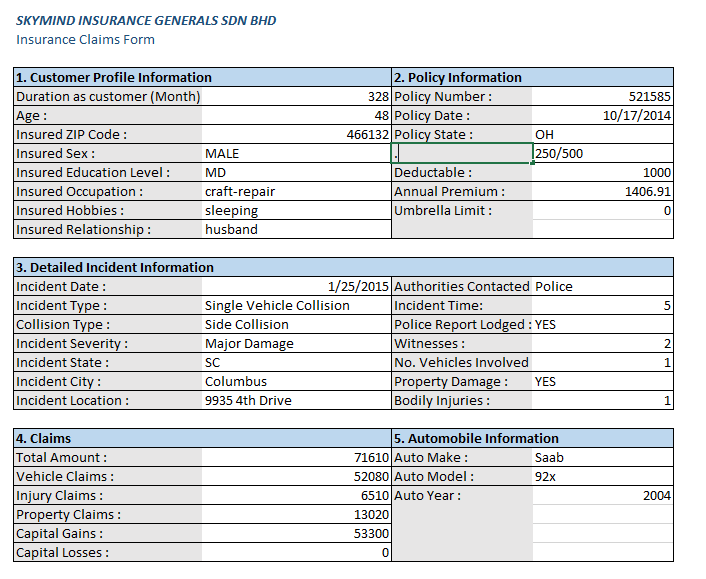 SKYMIND INSURANCE GENERALS SDN BHD
Insurance Claims Form
1. Customer Profile Information 2. Policy Information
Duration as customer (Month) 328 Policy Number : 521585
Age : 48 Policy Date : 10/17/2014
Insured ZIP Code : 466132 Policy State : OH
Insured Sex : MALE . 250/500
Insured Education Level : MD Deductable : 1000
Insured Occupation : craft-repair Annual Premium : 1406.91
Insured Hobbies : sleeping Umbrella Limit : 0
Insured Relationship : husband
3. Detailed Incident Information
Incident Date : 1/25/2015 Authorities Contacted Police
Incident Type : Single Vehicle Collision Incident Time: 5
Collision Type : Side Collision Police Report Lodged : YES
Incident Severity : Major Damage Witnesses : 2
Incident State : SC No. Vehicles Involved 1
Incident City : Columbus Property Damage : YES
Incident Location : 9935 4th Drive Bodily Injuries : 1
4. Claims 5. Automobile Information
Total Amount : 71610 Auto Make : Saab
Vehicle Claims : 52080 Auto Model : 92x
Injury Claims : 6510 Auto Year : 2004
Property Claims : 13020
Capital Gains : 53300
Capital Losses : 0